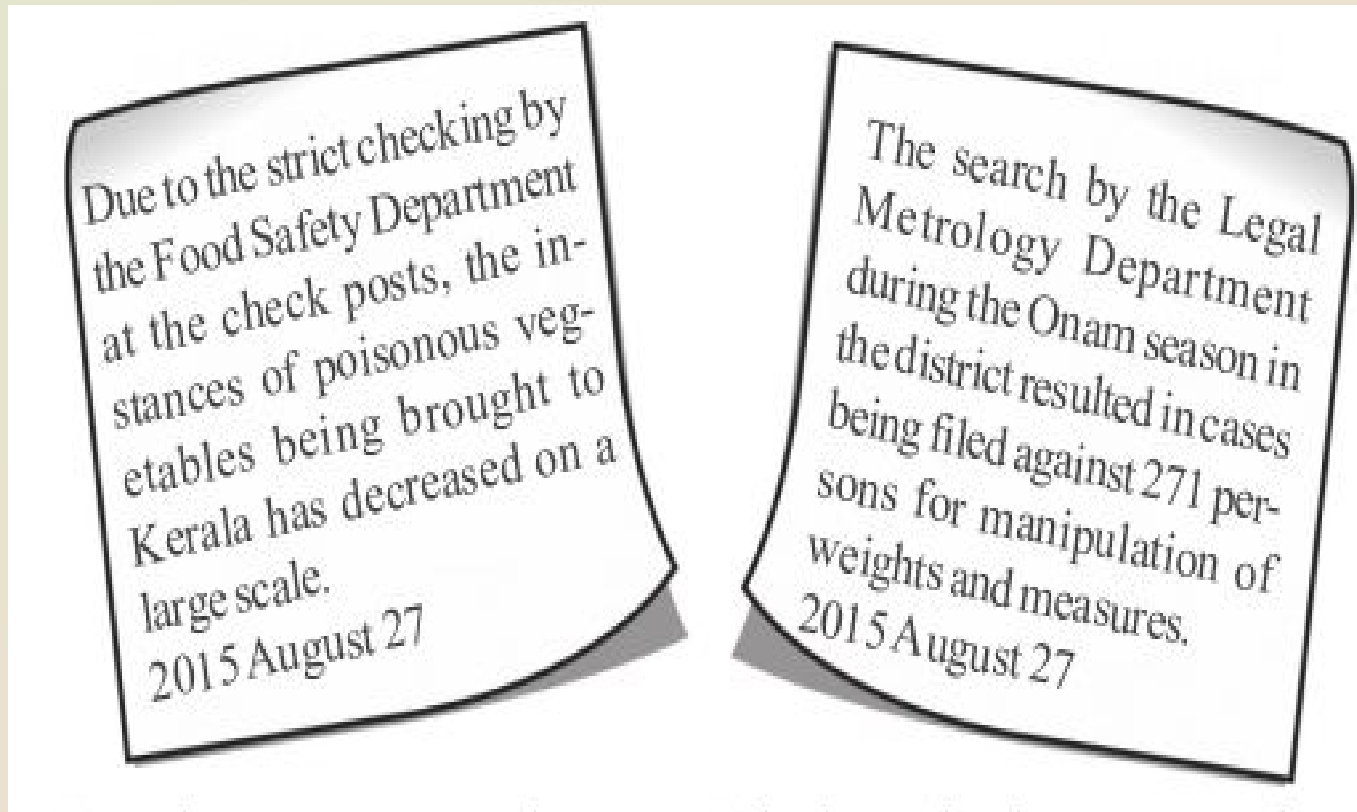 Due to the strict checking by
the Food Safety Department
at the check posts, the in-
stances of poisonous veg-
etables being brought to
Kerala has decreased on a
large scale.
2015 August 27
The search by the Legal
Metrology Department
during the Onam season in
the district resulted in cases
being filed against 271 per-
sons for manipulation of
weights and measures.
2015 August 27